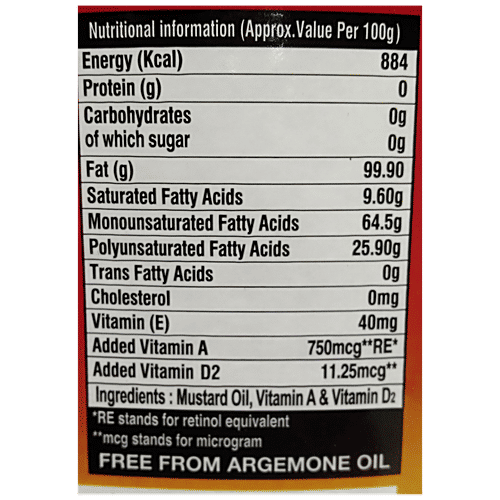 Nutritional information (Approx.Value Per 100g)
Energy (Kcal) 884
Protein (g) 0
Carbohydrates 0g
of which sugar 0g
Fat (g) 99.90
Saturated Fatty Acids 9.60g
Monounsaturated Fatty Acids 64.5g
Polyunsaturated Fatty Acids 25.90g
Trans Fatty Acids 0g
Cholesterol 0mg
Vitamin (E) 40mg
Added Vitamin A 750mcg**RE*
Added Vitamin D2 11.25mcg**
Ingredients : Mustard Oil, Vitamin A & Vitamin D2
*RE stands for retinol equivalent
**mcg stands for microgram
FREE FROM ARGEMONE OIL